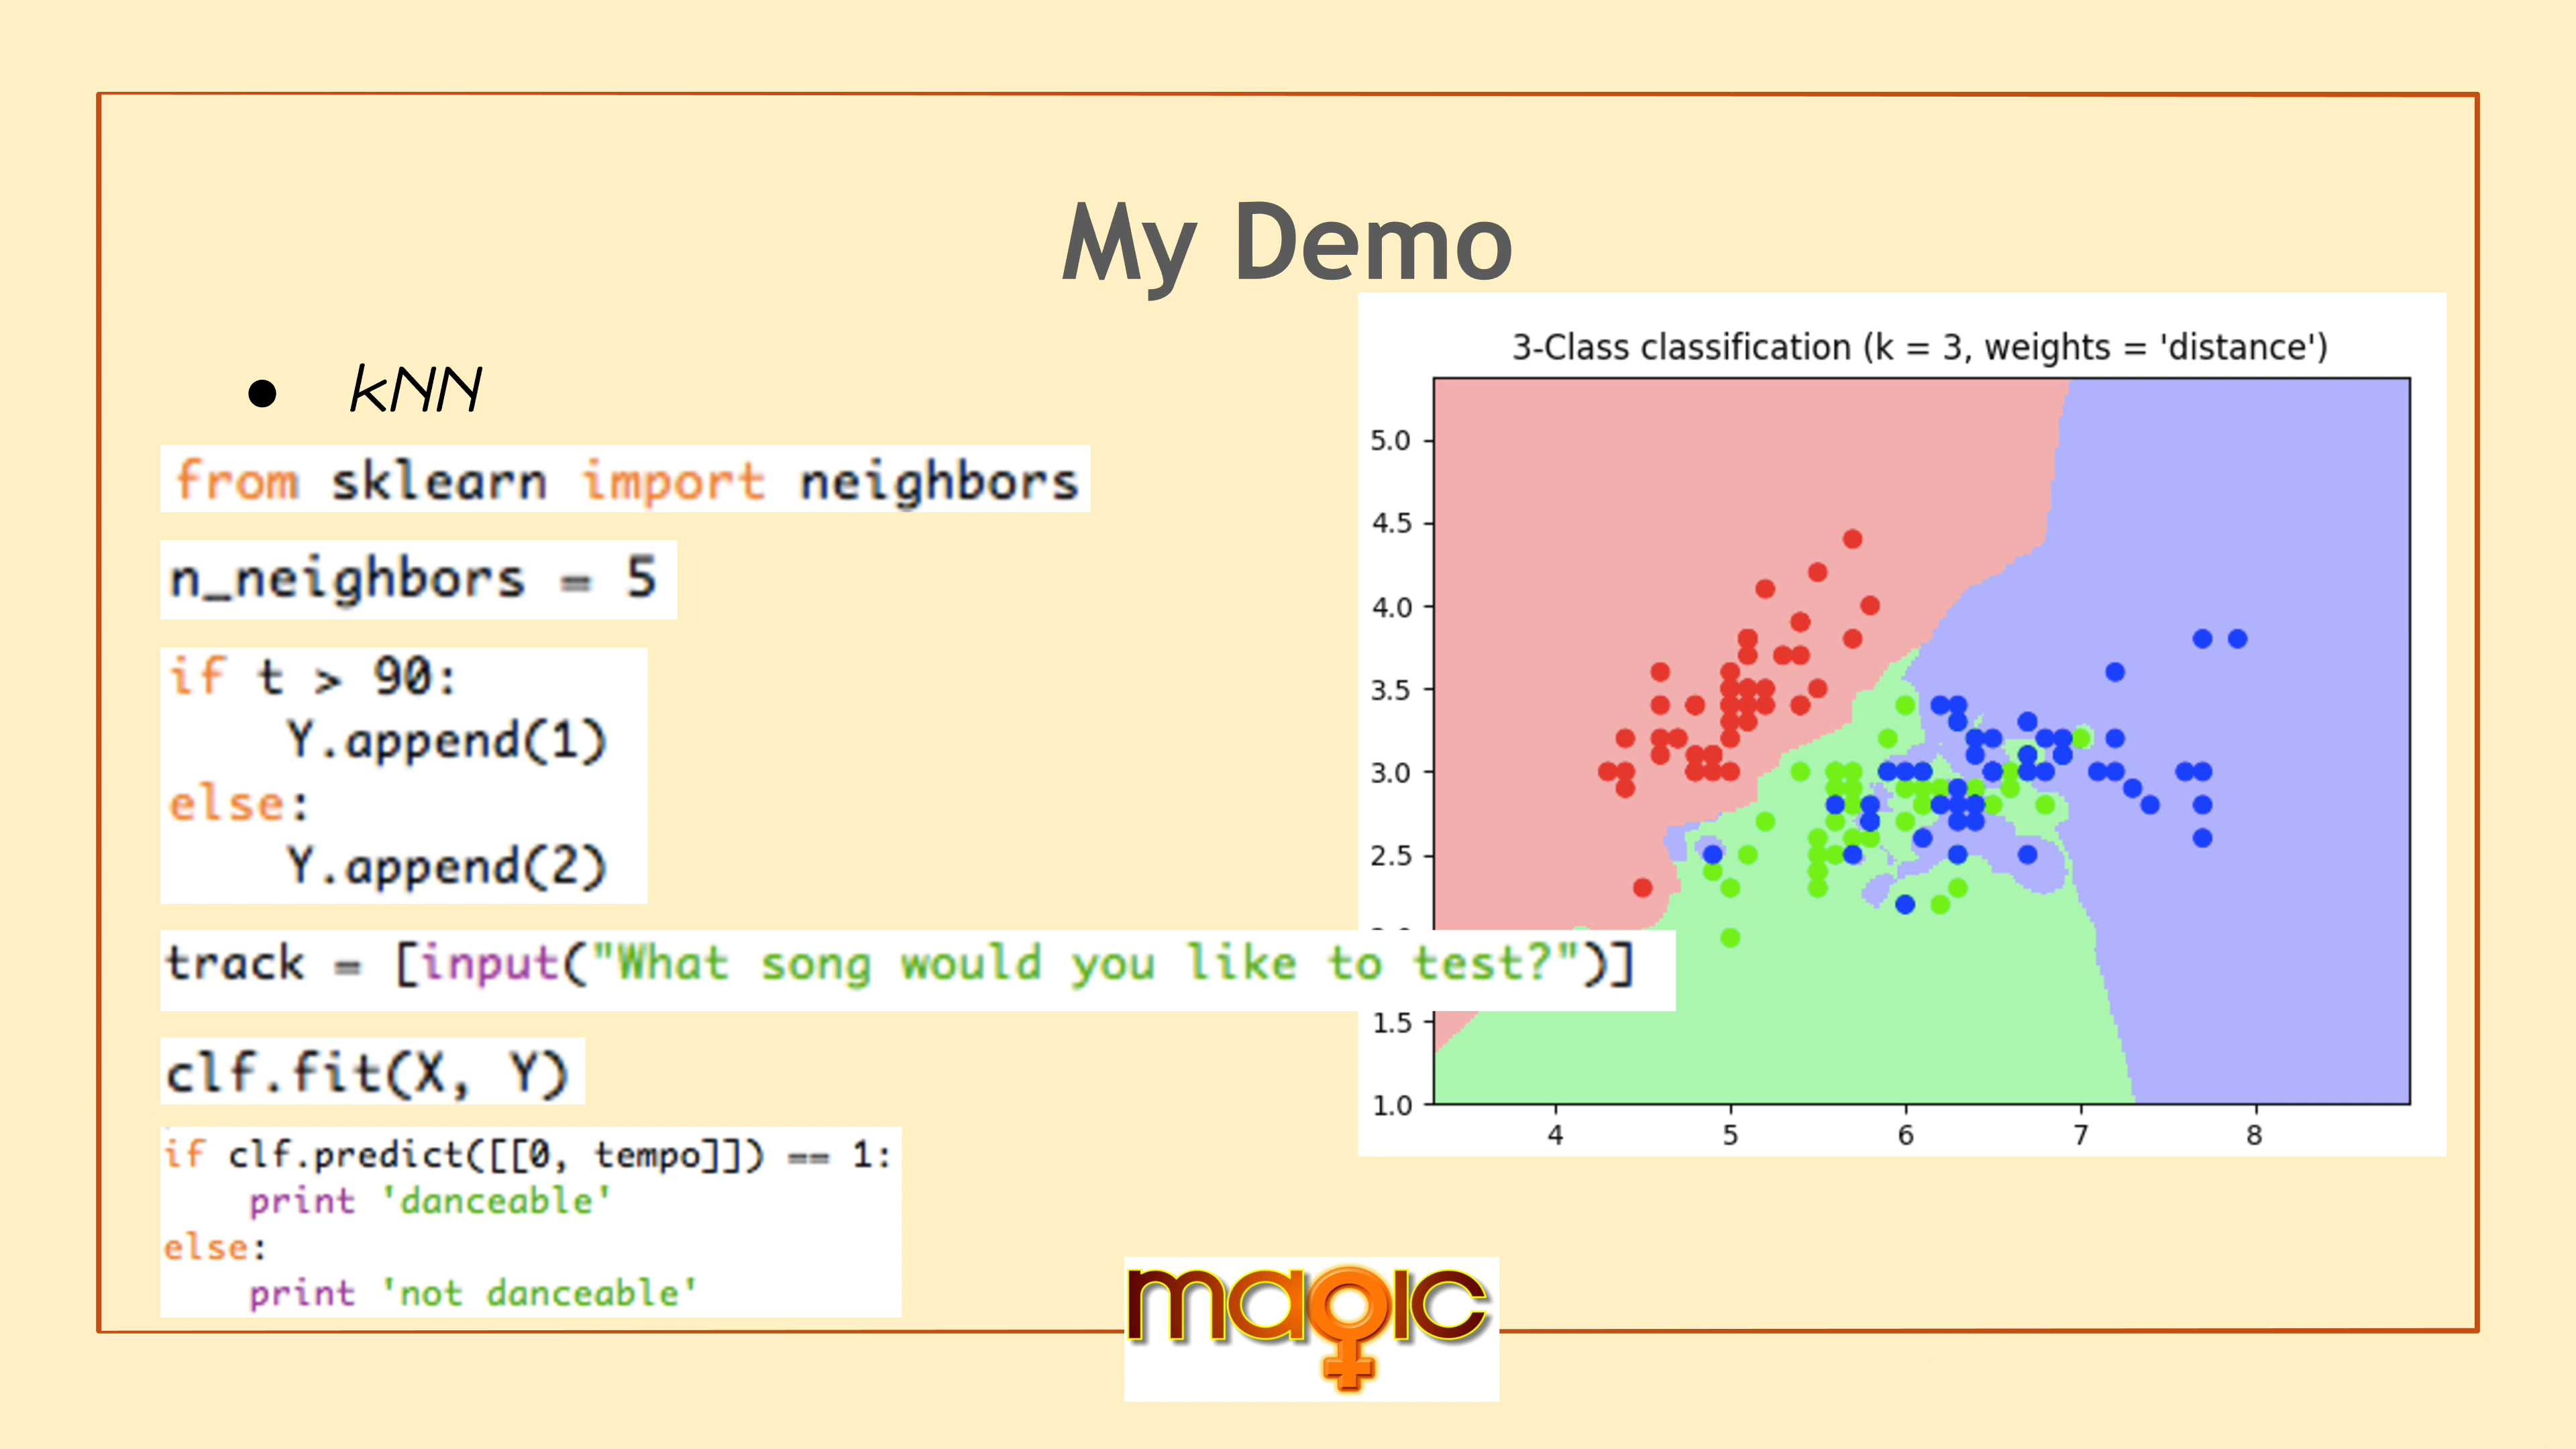 My Demo
● kNN
from sklearn import neighbors
n_neighbors = 5
if t > 90:
    Y.append(1)
else:
    Y.append(2)
track = [input("What song would you like to test?")]
clf.fit(X, Y)
if clf.predict([[0, tempo]]) == 1:
    print 'danceable'
else:
    print 'not danceable'
3-Class classification (k = 3, weights = 'distance')
5.0
4.5
4.0
3.5
3.0
2.5
1.5
1.0
4 5 6 7 8
magic